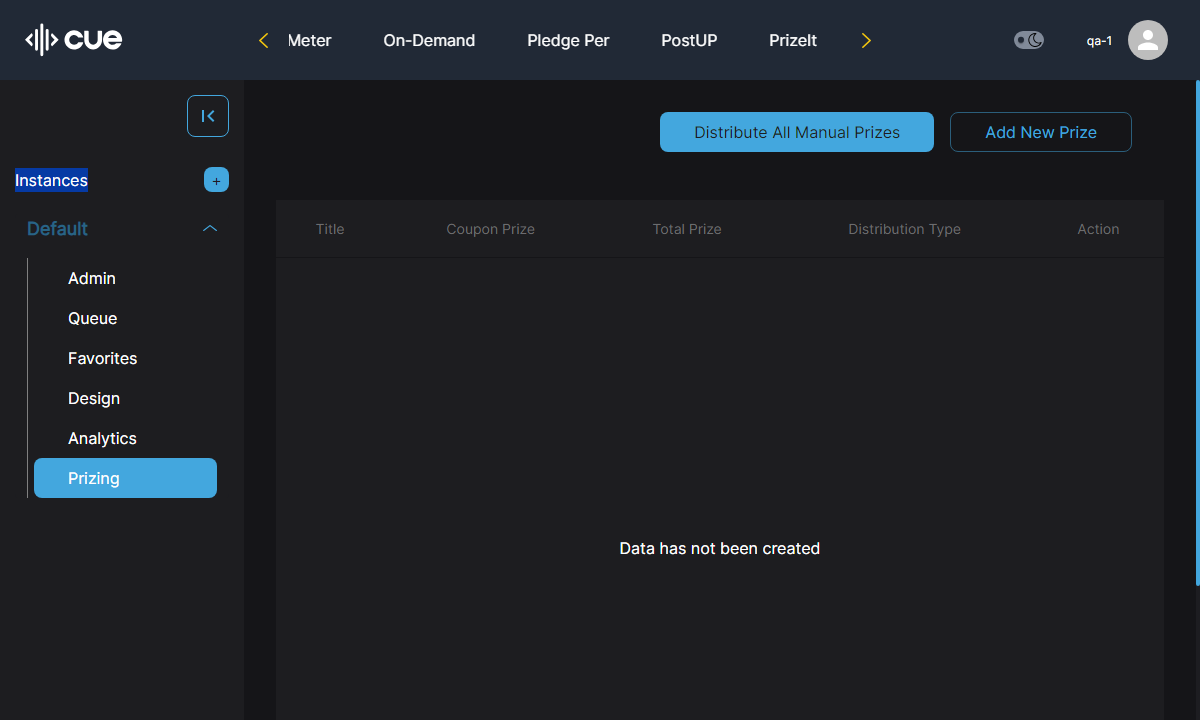 cue
Meter
On-Demand
Pledge Per
PostUP
PrizeIt
qa-1
Instances
+
Default
Admin
Queue
Favorites
Design
Analytics
Prizing
Distribute All Manual Prizes
Add New Prize
Title
Coupon Prize
Total Prize
Distribution Type
Action
Data has not been created